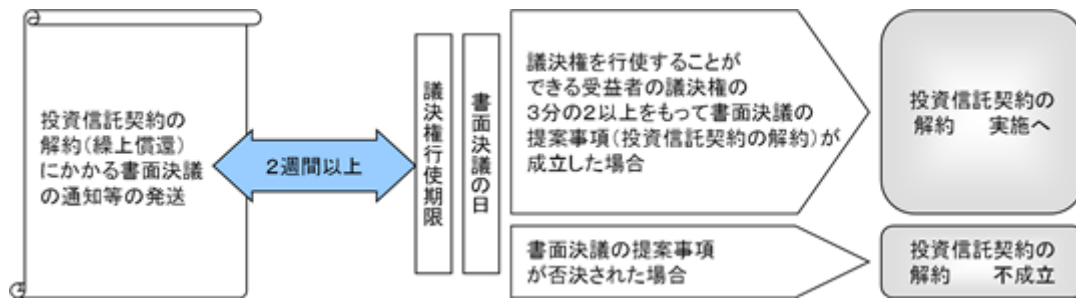 投資信託契約の
解約(繰上償還)
にかかる書面決議
の通知等の発送
2週間以上
議決権行使期限
書面決議の日
議決権を行使することが
できる受益者の議決権の
3分の2以上をもって書面決議の
提案事項(投資信託契約の解約)が
成立した場合
投資信託契約の
解約　実施へ
書面決議の提案事項
が否決された場合
投資信託契約の
解約　不成立